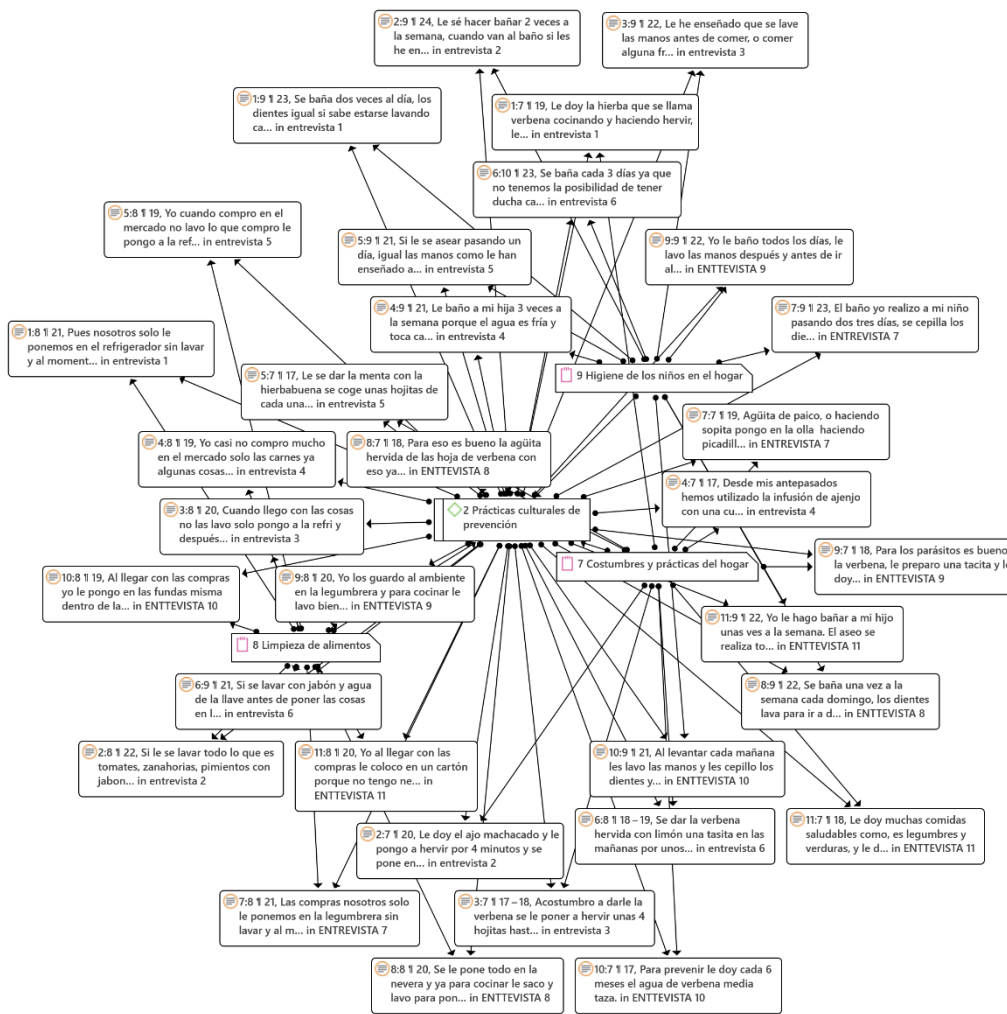 2:9 ¶ 24, Le sé hacer bañar 2 veces a
la semana, cuando van al baño si les
he en... in entrevista 2
3:9 ¶ 22, Le he enseñado que se lave
las manos antes de comer, o comer
alguna fr... in entrevista 3
1:9 ¶ 23, Se baña dos veces al día, los
dientes igual si sabe estarse lavando
ca... in entrevista 1
1:7 ¶ 19, Le doy la hierba que se llama
verbena cocinando y haciendo hervir,
le... in entrevista 1
6:10 ¶ 23, Se baña cada 3 días ya que
no tenemos la posibilidad de tener
ducha ca... in entrevista 6
5:8 ¶ 19, Yo cuando compro en el
mercado no lavo lo que compro le
pongo a la ref... in entrevista 5
5:9 ¶ 21, Si le se asear pasando un
día, igual las manos como le han
enseñado a... in entrevista 5
9:9 ¶ 22, Yo le baño todos los días, le
lavo las manos después y antes de ir
al... in ENTTEVISTA 9
4:9 ¶ 21, Le baño a mi hija 3 veces a
la semana porque el agua es fría y
toca ca... in entrevista 4
7:9 ¶ 23, El baño yo realizo a mi niño
pasando dos tres días, se cepilla los
die... in ENTREVISTA 7
1:8 ¶ 21, Pues nosotros solo le
ponemos en el refrigerador sin lavar
y al moment... in entrevista 1
5:7 ¶ 17, Le se dar la menta con la
hierbabuena se coge unas hojitas de
cada una... in entrevista 5
9 Higiene de los niños en el hogar
7:7 ¶ 19, Agüita de paico, o haciendo
sopita pongo en la olla haciendo
picadill... in ENTREVISTA 7
4:8 ¶ 19, Yo casi no compro mucho
en el mercado solo las carnes ya
algunas cosas... in entrevista 4
8:7 ¶ 18, Para eso es bueno la agüita
hervida de las hoja de verbena con
eso ya... in ENTTEVISTA 8
4:7 ¶ 17, Desde mis antepasados
hemos utilizado la infusión de ajenjo
con una cu... in entrevista 4
3:8 ¶ 20, Cuando llego con las cosas
no las lavo solo pongo a la refri y
después... in entrevista 3
2 Prácticas culturales de
prevención
9:7 ¶ 18, Para los parásitos es bueno
la verbena, le preparo una tacita y le
doy... in ENTTEVISTA 9
10:8 ¶ 19, Al llegar con las compras
yo le pongo en las fundas misma
dentro de la... in ENTTEVISTA 10
9:8 ¶ 20, Yo los guardo al ambiente
en la legumbrera y para cocinar le
lavo bien... in ENTTEVISTA 9
7 Costumbres y prácticas del hogar
11:9 ¶ 22, Yo le hago bañar a mi hijo
unas ves a la semana. El aseo se
realiza to... in ENTTEVISTA 11
8 Limpieza de alimentos
6:9 ¶ 21, Si se lavar con jabón y agua
de la llave antes de poner las cosas
en l... in entrevista 6
8:9 ¶ 22, Se baña una vez a la
semana cada domingo, los dientes
lava para ir a d... in ENTTEVISTA 8
2:8 ¶ 22, Si le se lavar todo lo que es
tomates, zanahorias, pimientos con
jabon... in entrevista 2
11:8 ¶ 20, Yo al llegar con las
compras le coloco en un cartón
porque no tengo ne... in
ENTTEVISTA 11
10:9 ¶ 21, Al levantar cada mañana
les lavo las manos y les cepillo los
dientes y... in ENTTEVISTA 10
2:7 ¶ 20, Le doy el ajo machacado y le
pongo a hervir por 4 minutos y se
pone en... in entrevista 2
6:8 ¶ 18 – 19, Se dar la verbena
hervida con limón una tasita en las
mañanas por unos... in entrevista 6
11:7 ¶ 18, Le doy muchas comidas
saludables como, es legumbres y
verduras, y le d... in ENTTEVISTA 11
7:8 ¶ 21, Las compras nosotros solo
le ponemos en la legumbrera sin
lavar y al m... in ENTREVISTA 7
3:7 ¶ 17 – 18, Acostumbro a darle la
verbena se le poner a hervir unas 4
hojitas hast... in entrevista 3
8:8 ¶ 20, Se le pone todo en la
nevera y ya para cocinar le saco y
lavo para pon... in ENTTEVISTA 8
10:7 ¶ 17, Para prevenir le doy cada 6
meses el agua de verbena media
taza. in ENTTEVISTA 10